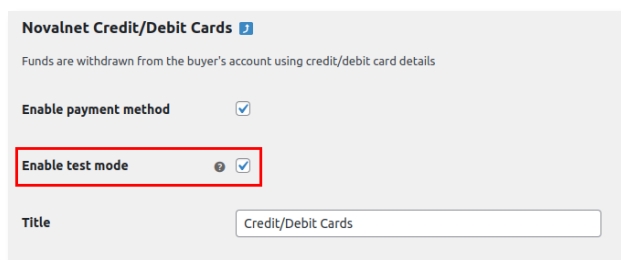 Novalnet Credit/Debit Cards
Funds are withdrawn from the buyer's account using credit/debit card details
Enable payment method
Enable test mode
Title
Credit/Debit Cards